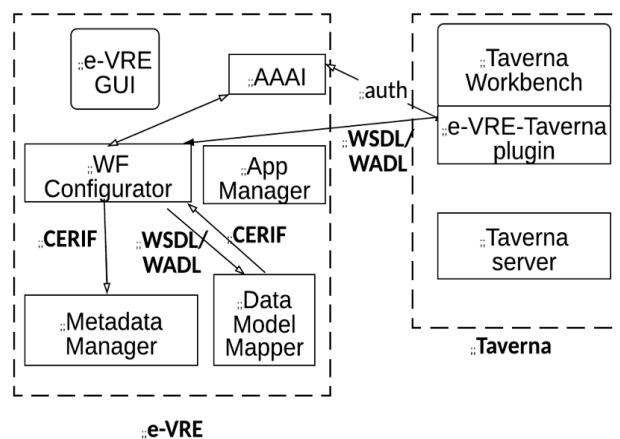 ;;e-VRE
GUI
;;AAAI
;;auth
;;Taverna
Workbench
;;e-VRE-Taverna
plugin
;;WSDL/
WADL
;;WF
Configurator
;;App
Manager
;;CERIF
;;WSDL/
WADL
;;CERIF
;;Taverna
server
;;Metadata
Manager
;;Data
Model
Mapper
;;Taverna
;;e-VRE